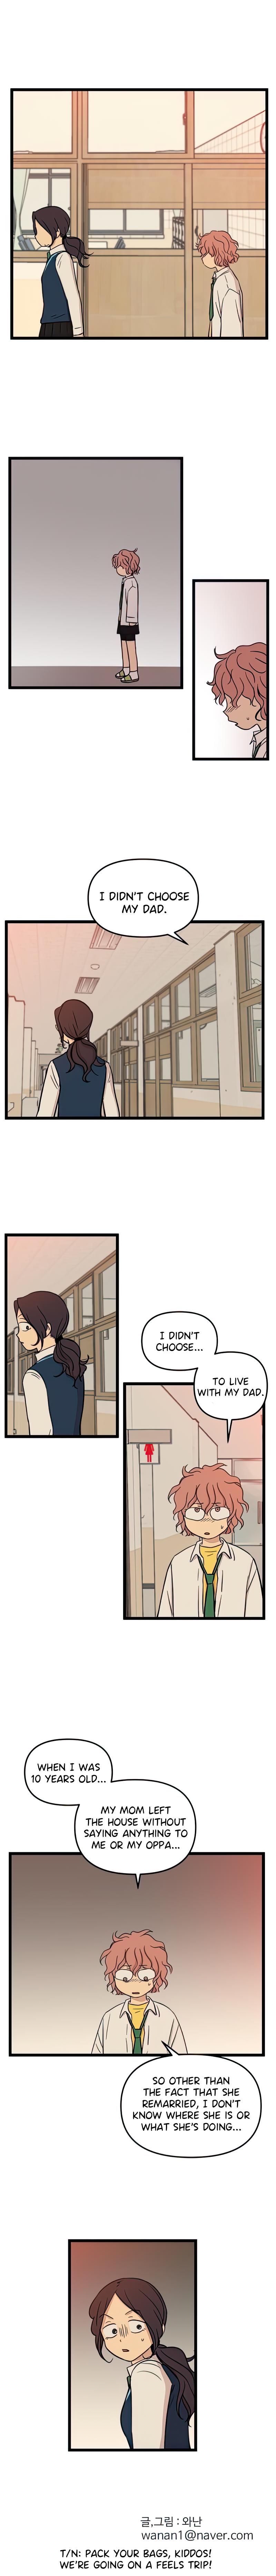 I DIDN'T CHOOSE
MY DAD.
I DIDN'T
CHOOSE...
TO LIVE
WITH MY DAD.
WHEN I WAS
10 YEARS OLD...
MY MOM LEFT
THE HOUSE WITHOUT
SAYING ANYTHING TO
ME OR MY OPPA...
SO OTHER THAN
THE FACT THAT SHE
REMARRIED, I DON'T
KNOW WHERE SHE IS OR
WHAT SHE'S DOING...
글,그림 : 와난
wanan1@naver.com
T/N: PACK YOUR BAGS, KIDDOS!
WE'RE GOING ON A FEELS TRIP!